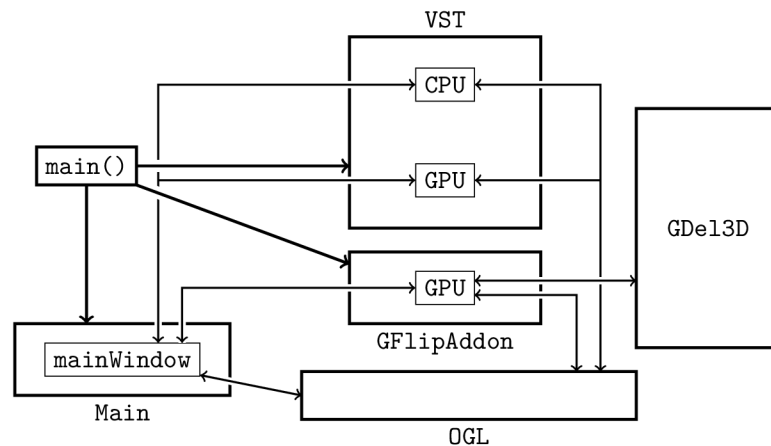 VST
CPU
main()
GPU
GDel3D
GPU
GFlipAddon
mainWindow
Main
OGL